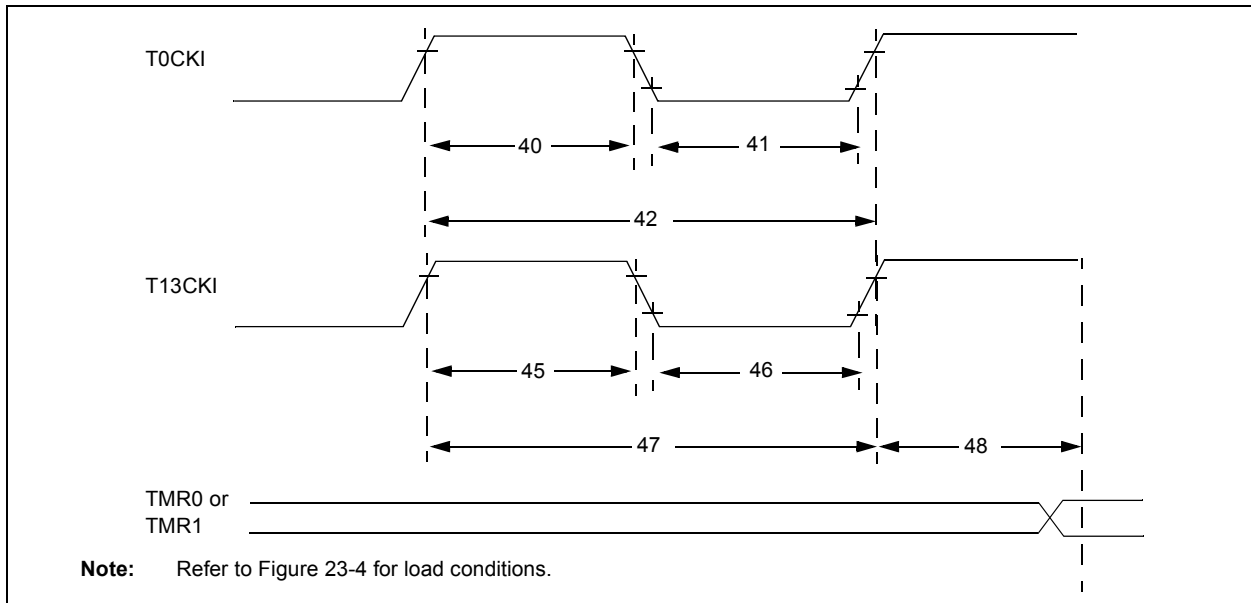 T0CKI
40
41
42
T13CKI
45
46
47
48
TMR0 or
TMR1
Note: Refer to Figure 23-4 for load conditions.